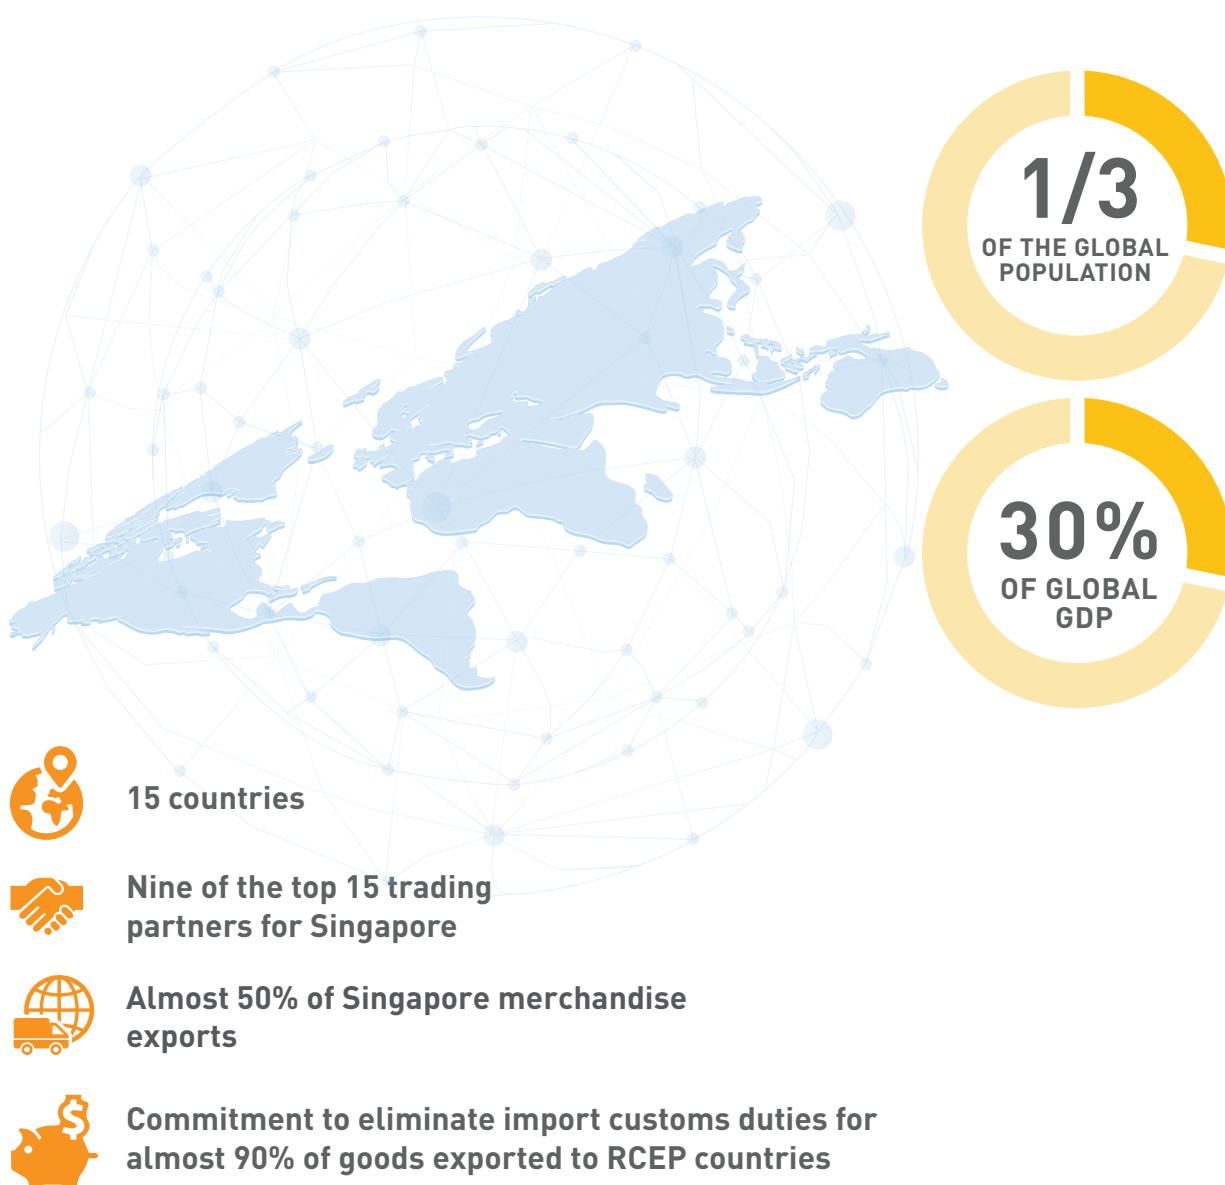 1/3
OF THE GLOBAL
POPULATION
30%
OF GLOBAL
GDP
15 countries
Nine of the top 15 trading
partners for Singapore
Almost 50% of Singapore merchandise
exports
$
Commitment to eliminate import customs duties for
almost 90% of goods exported to RCEP countries